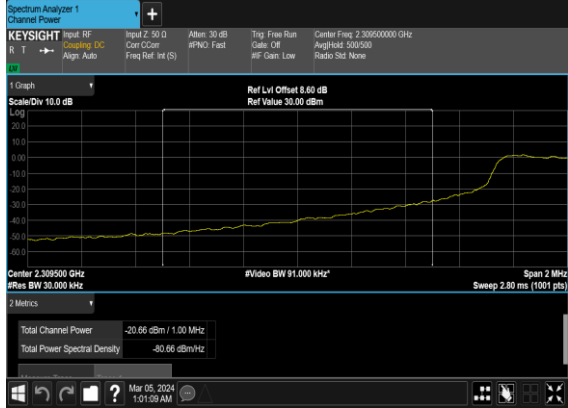 Spectrum Analyzer 1
Channel Power
KEYSIGHT Input: RF Input Z: 50 Ω Atten: 30 dB Trig: Free Run Center Freq: 2.309500000 GHz
R T Coupling: DC Corr CCorr #PNO: Fast Gate: Off Avg|Hold: 500/500
Align: Auto Freq Ref: Int (S) #IF Gain: Low Radio Std: None
1 Graph
Ref Lvl Offset 8.60 dB
Scale/Div 10.0 dB Ref Value 30.00 dBm
Log
20.0
10.0
0.00
-10.0
-20.0
-30.0
-40.0
-50.0
-60.0
Center 2.309500 GHz #Video BW 91.000 kHz* Span 2 MHz
#Res BW 30.000 kHz Sweep 2.80 ms (1001 pts)
2 Metrics
Total Channel Power -20.66 dBm / 1.00 MHz
Total Power Spectral Density -80.66 dBm/Hz
? Mar 05, 2024
1:01:09 AM